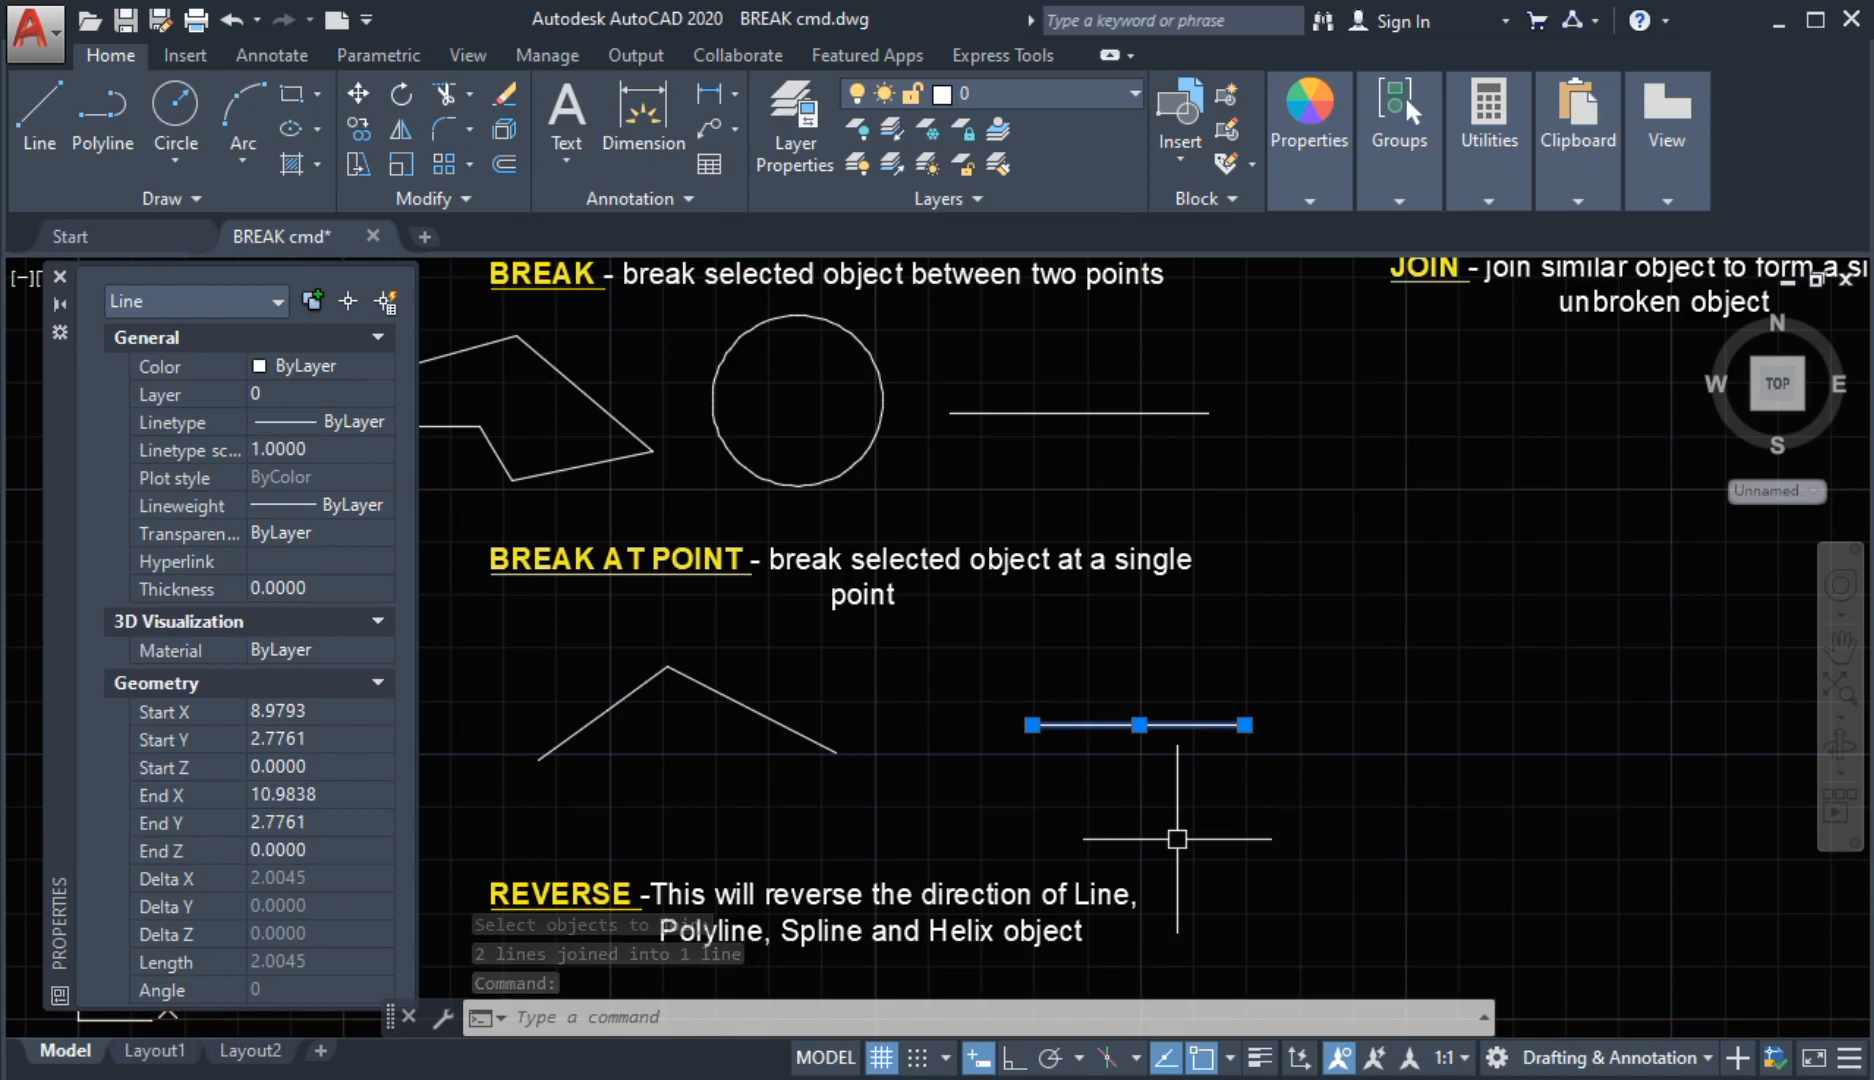 Autodesk AutoCAD 2020 BREAK cmd.dwg
Type a keyword or phrase
Sign In
Home Insert Annotate Parametric View Manage Output Collaborate Featured Apps Express Tools
Line Polyline Circle Arc
Text Dimension
Layer Properties
0
Insert
Properties Groups Utilities Clipboard View
Draw Modify Annotation Layers Block
Start BREAK cmd*
BREAK - break selected object between two points
JOIN - join similar object to form a si
unbroken object
N
W TOP E
S
Unnamed
Line
General
Color ByLayer
Layer 0
Linetype ByLayer
Linetype sc... 1.0000
Plot style ByColor
Lineweight ByLayer
Transparen... ByLayer
Hyperlink
Thickness 0.0000
3D Visualization
Material ByLayer
Geometry
Start X 8.9793
Start Y 2.7761
Start Z 0.0000
End X 10.9838
End Y 2.7761
End Z 0.0000
Delta X 2.0045
Delta Y 0.0000
Delta Z 0.0000
Length 2.0045
Angle 0
PROPERTIES
BREAK AT POINT - break selected object at a single
point
REVERSE -This will reverse the direction of Line,
Polyline, Spline and Helix object
Select objects to
2 lines joined into 1 line
Command:
Type a command
Model Layout1 Layout2
MODEL 1:1 Drafting & Annotation